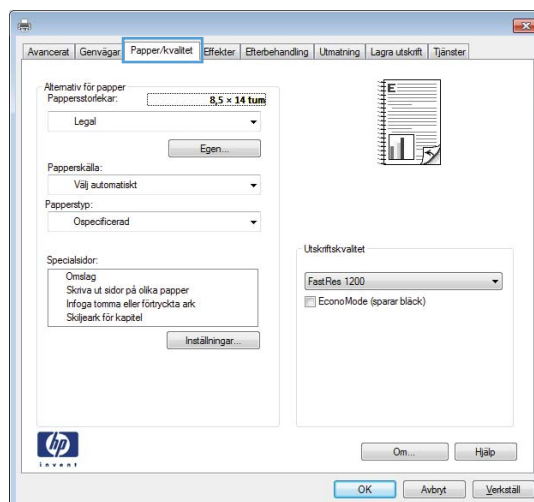 Avancerat Genvägar Papper/kvalitet Effekter Efterbehandling Utmatning Lagra utskrift Tjänster
Alternativ för papper
Pappersstorlekar: 8,5 × 14 tum
Legal
Egen...
Papperskälla:
Välj automatiskt
Papperstyp:
Ospecificerad
Specialsidor:
Omslag
Skriva ut sidor på olika papper
Infoga tomma eller förtryckta ark
Skiljeark för kapitel
Inställningar...
E
Utskriftskvalitet
FastRes 1200
EconoMode (sparar bläck)
hp
invent
Om... Hjälp
OK Avbryt Verkställ